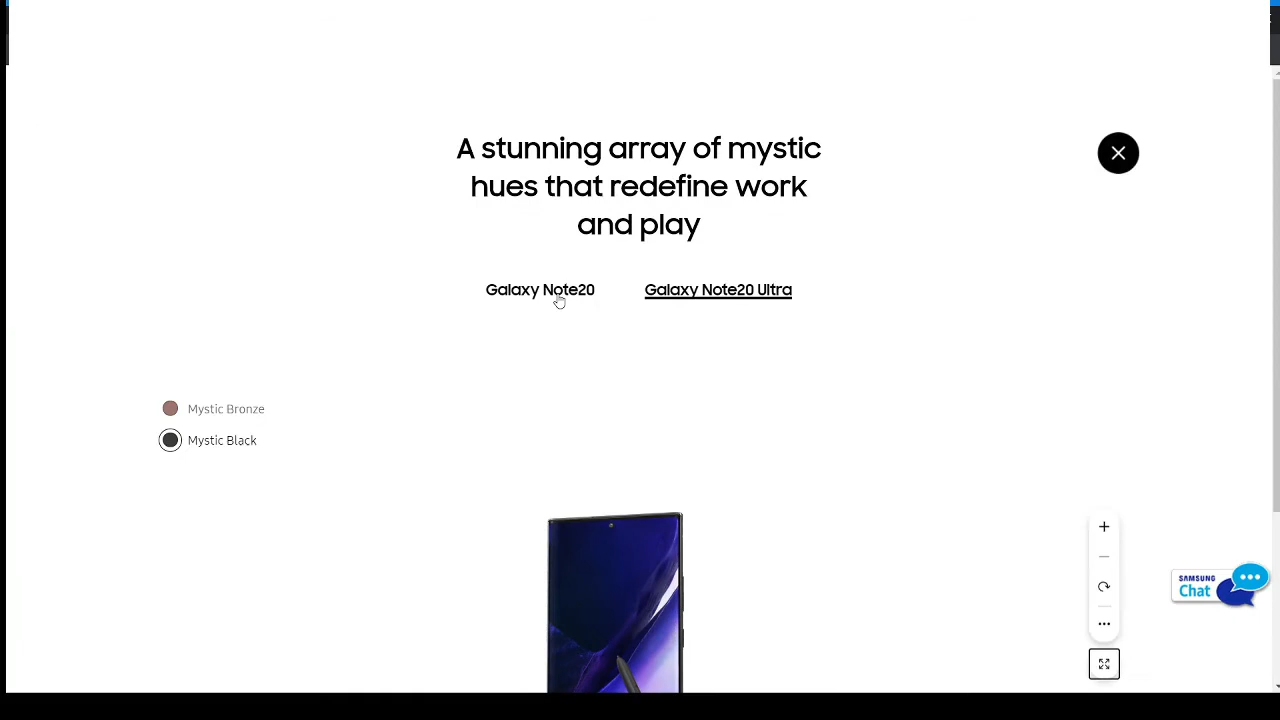 A stunning array of mystic
hues that redefine work
and play
Galaxy Note20
Galaxy Note20 Ultra
Mystic Bronze
Mystic Black
SAMSUNG
Chat